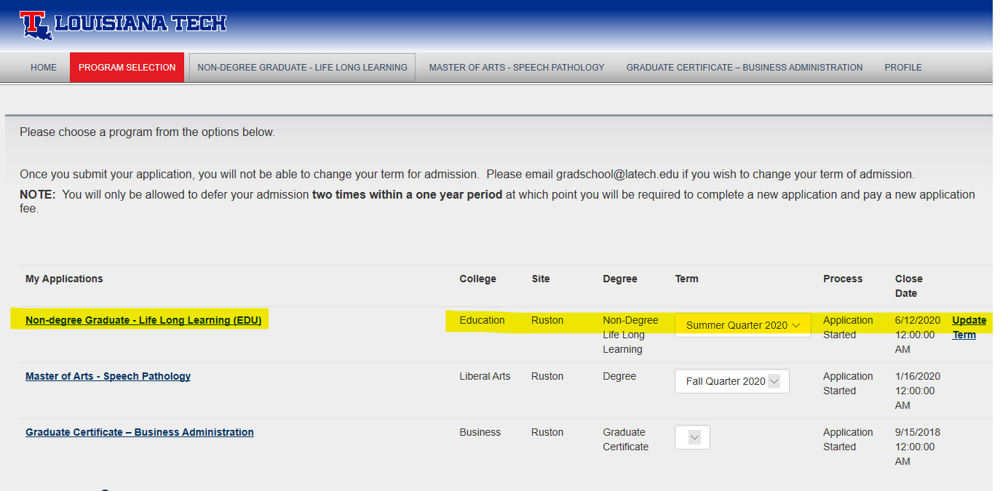 LOUISIANA TECH
HOME PROGRAM SELECTION NON-DEGREE GRADUATE - LIFE LONG LEARNING MASTER OF ARTS - SPEECH PATHOLOGY GRADUATE CERTIFICATE – BUSINESS ADMINISTRATION PROFILE
Please choose a program from the options below.
Once you submit your application, you will not be able to change your term for admission. Please email gradschool@latech.edu if you wish to change your term of admission.
NOTE: You will only be allowed to defer your admission two times within a one year period at which point you will be required to complete a new application and pay a new application
fee.
My Applications College Site Degree Term Process Close
Date
Non-degree Graduate - Life Long Learning (EDU) Education Ruston Non-Degree Summer Quarter 2020 Application 6/12/2020 Update
Life Long Started 12:00:00 Term
Learning AM
Master of Arts - Speech Pathology Liberal Arts Ruston Degree Fall Quarter 2020 Application 1/16/2020
Started 12:00:00
AM
Graduate Certificate – Business Administration Business Ruston Graduate Application 9/15/2018
Certificate Started 12:00:00
AM